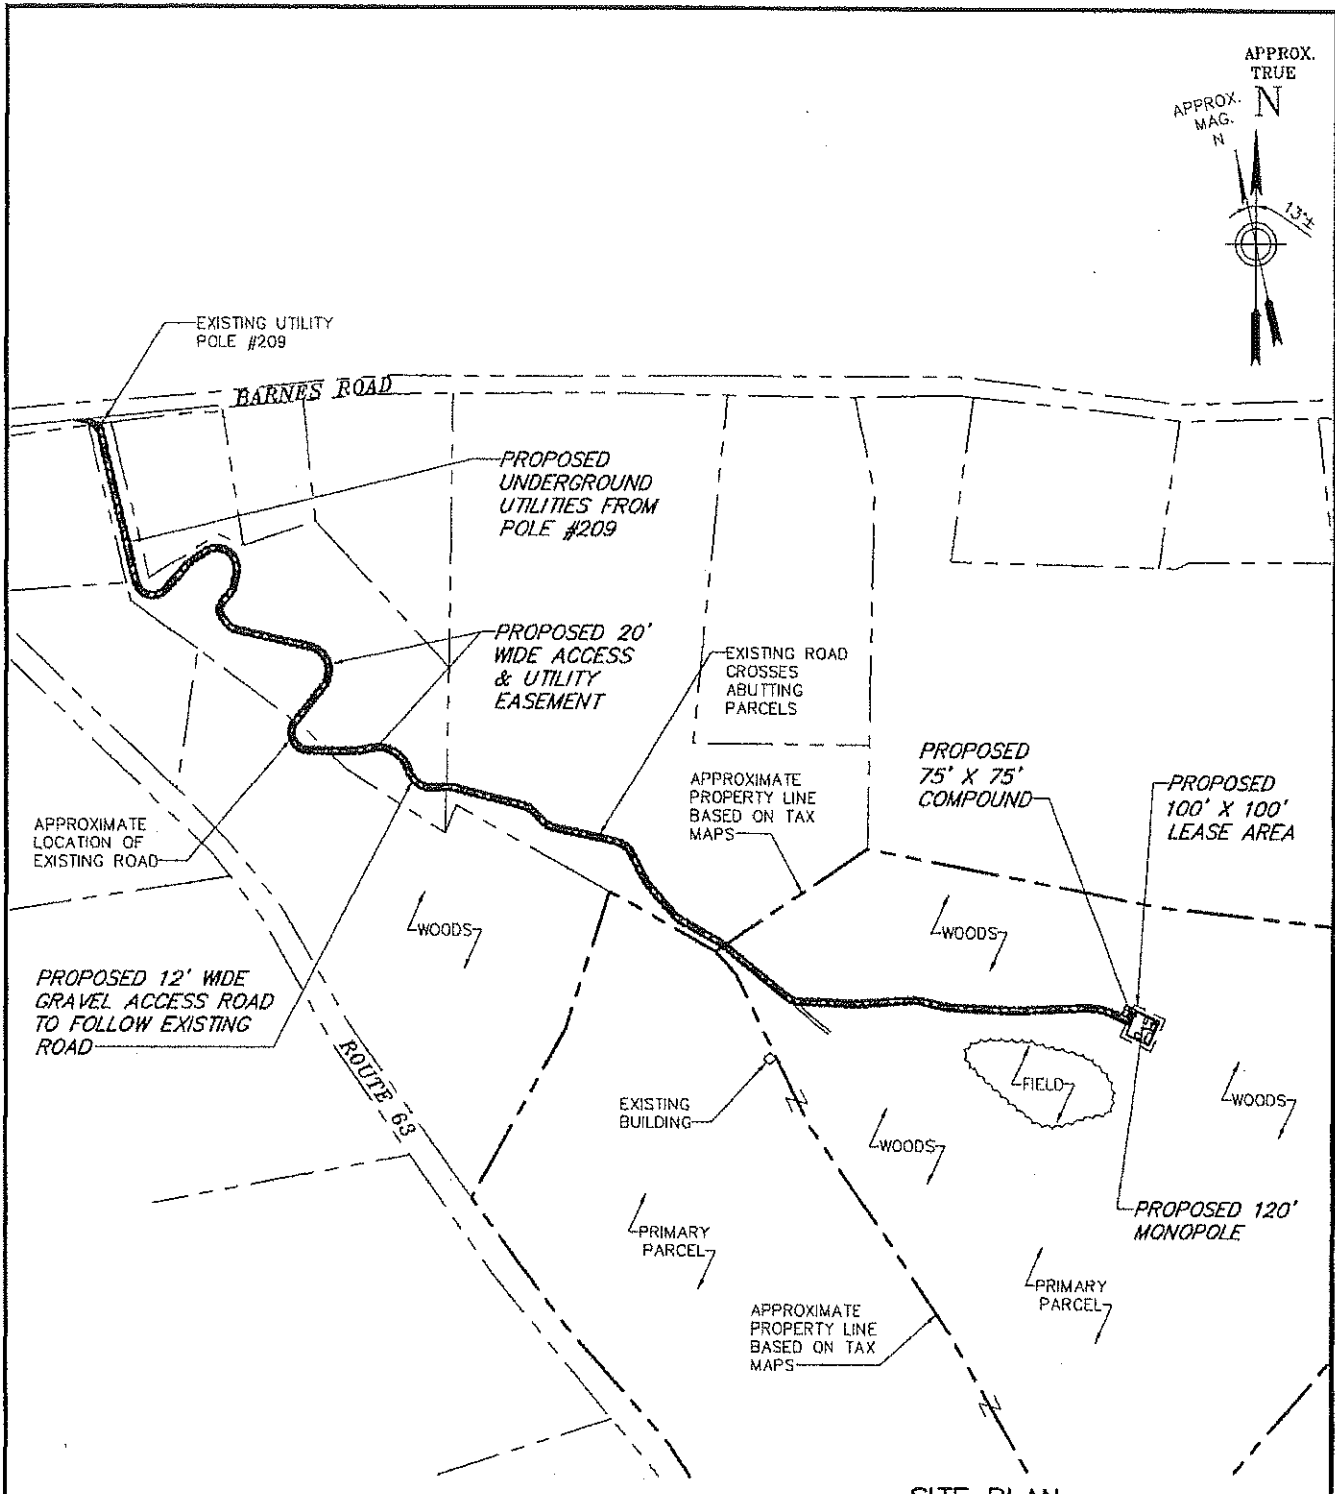 APPROX.
TRUE
N
APPROX.
MAG.
N
13°±
EXISTING UTILITY
POLE #209
BARNES ROAD
PROPOSED
UNDERGROUND
UTILITIES FROM
POLE #209
PROPOSED 20'
WIDE ACCESS
& UTILITY
EASEMENT
EXISTING ROAD
CROSSES
ABUTTING
PARCELS
PROPOSED
75' X 75'
COMPOUND
PROPOSED
100' X 100'
LEASE AREA
APPROXIMATE
PROPERTY LINE
BASED ON TAX
MAPS
APPROXIMATE
LOCATION OF
EXISTING ROAD
WOODS
WOODS
PROPOSED 12' WIDE
GRAVEL ACCESS ROAD
TO FOLLOW EXISTING
ROAD
ROUTE 63
EXISTING
BUILDING
FIELD
WOODS
WOODS
PROPOSED 120'
MONOPOLE
PRIMARY
PARCEL
PRIMARY
PARCEL
APPROXIMATE
PROPERTY LINE
BASED ON TAX
MAPS
SITE PLAN